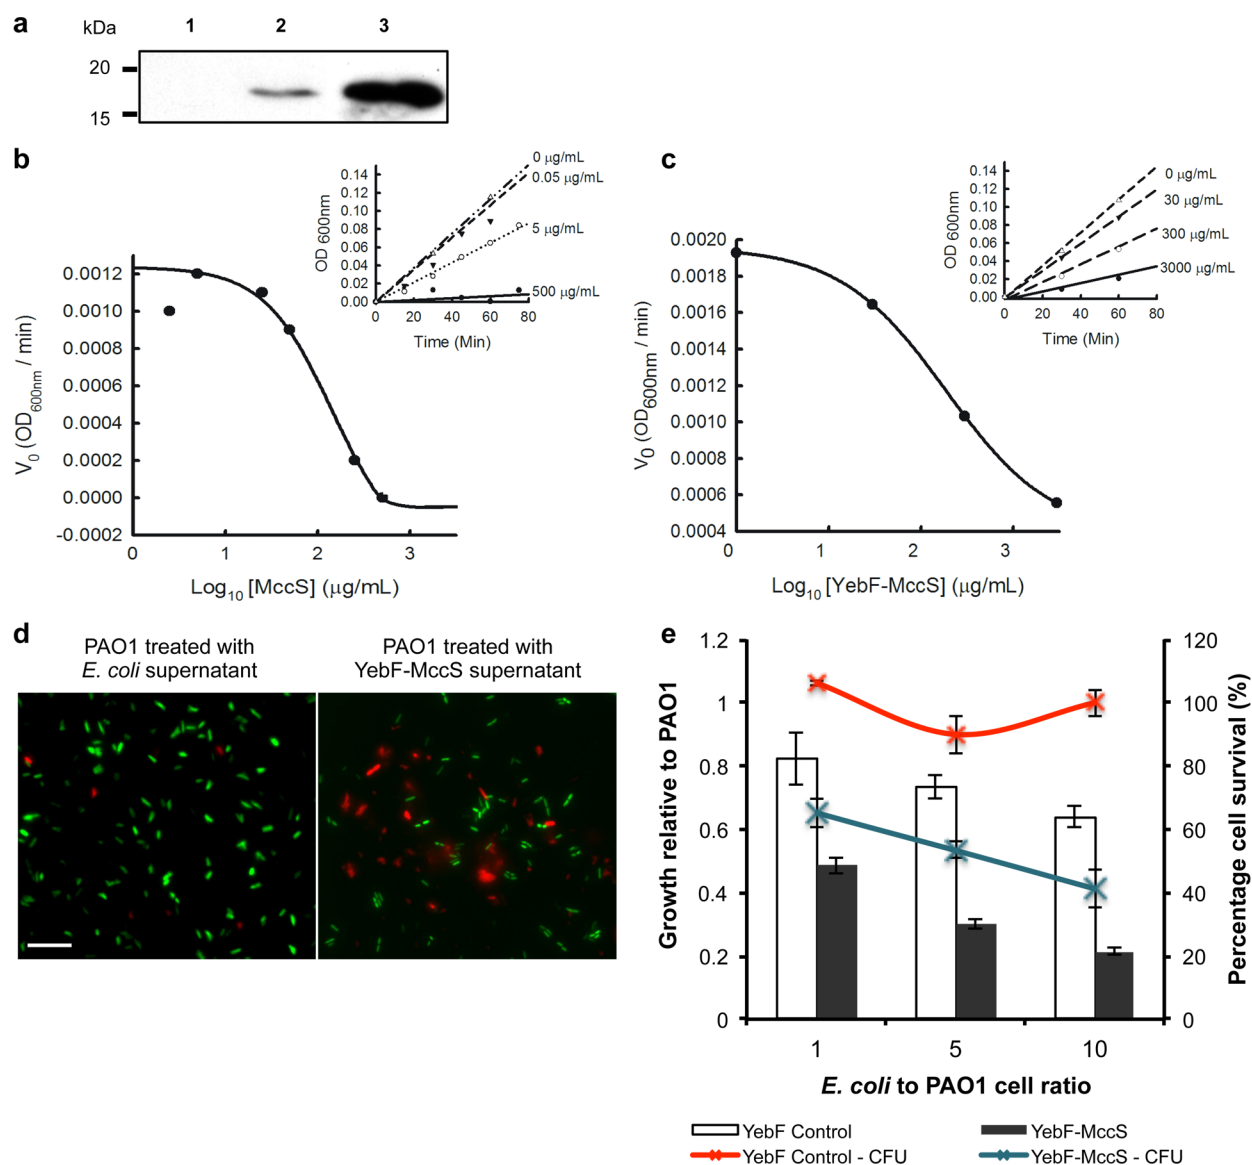 a
kDa 1 2 3
20
15
b
0.0012
0.0010
0.0008
0.0006
0.0004
0.0002
0.0000
-0.0002
V0 (OD600nm / min)
0 1 2 3
Log10 [MccS] (µg/mL)
0.14
0.12
0.10
0.08
0.06
0.04
0.02
0.00
OD 600nm
0 20 40 60 80
Time (Min)
0 µg/mL
0.05 µg/mL
5 µg/mL
500 µg/mL
c
0.0020
0.0018
0.0016
0.0014
0.0012
0.0010
0.0008
0.0006
0.0004
V0 (OD600nm / min)
0 1 2 3
Log10 [YebF-MccS] (µg/mL)
0.14
0.12
0.10
0.08
0.06
0.04
0.02
0.00
OD 600nm
0 20 40 60 80
Time (Min)
0 µg/mL
30 µg/mL
300 µg/mL
3000 µg/mL
d
PAO1 treated with
E. coli supernatant
PAO1 treated with
YebF-MccS supernatant
e
1.2
1
0.8
0.6
0.4
0.2
0
Growth relative to PAO1
120
100
80
60
40
20
0
Percentage cell survival (%)
1 5 10
E. coli to PAO1 cell ratio
YebF Control
YebF-MccS
YebF Control - CFU
YebF-MccS - CFU